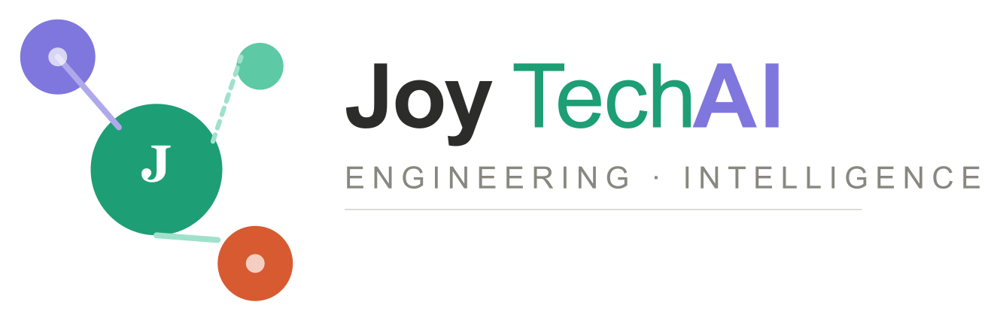 J
Joy TechAI
ENGINEERING · INTELLIGENCE